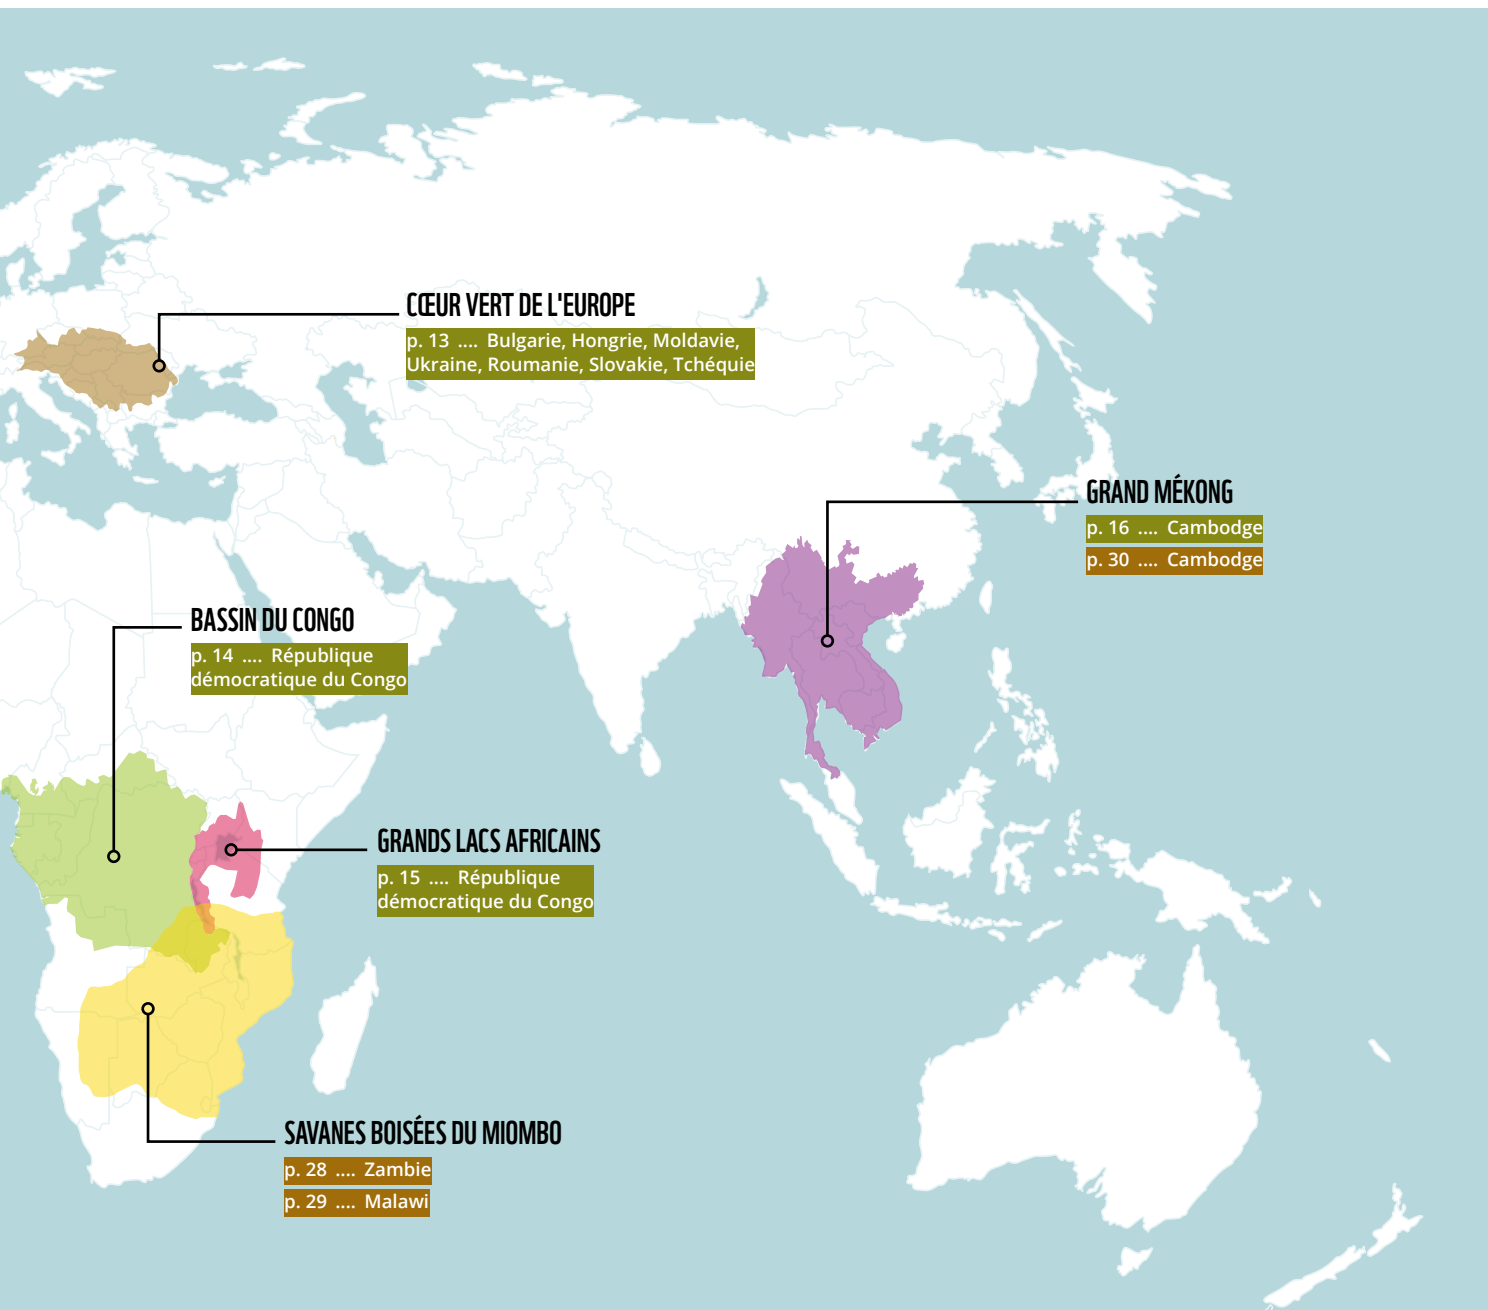 CŒUR VERT DE L'EUROPE
p. 13 .... Bulgarie, Hongrie, Moldavie,
Ukraine, Roumanie, Slovakie, Tchéquie
GRAND MÉKONG
p. 16 .... Cambodge
p. 30 .... Cambodge
BASSIN DU CONGO
p. 14 .... République
démocratique du Congo
GRANDS LACS AFRICAINS
p. 15 .... République
démocratique du Congo
SAVANES BOISÉES DU MIOMBO
p. 28 .... Zambie
p. 29 .... Malawi